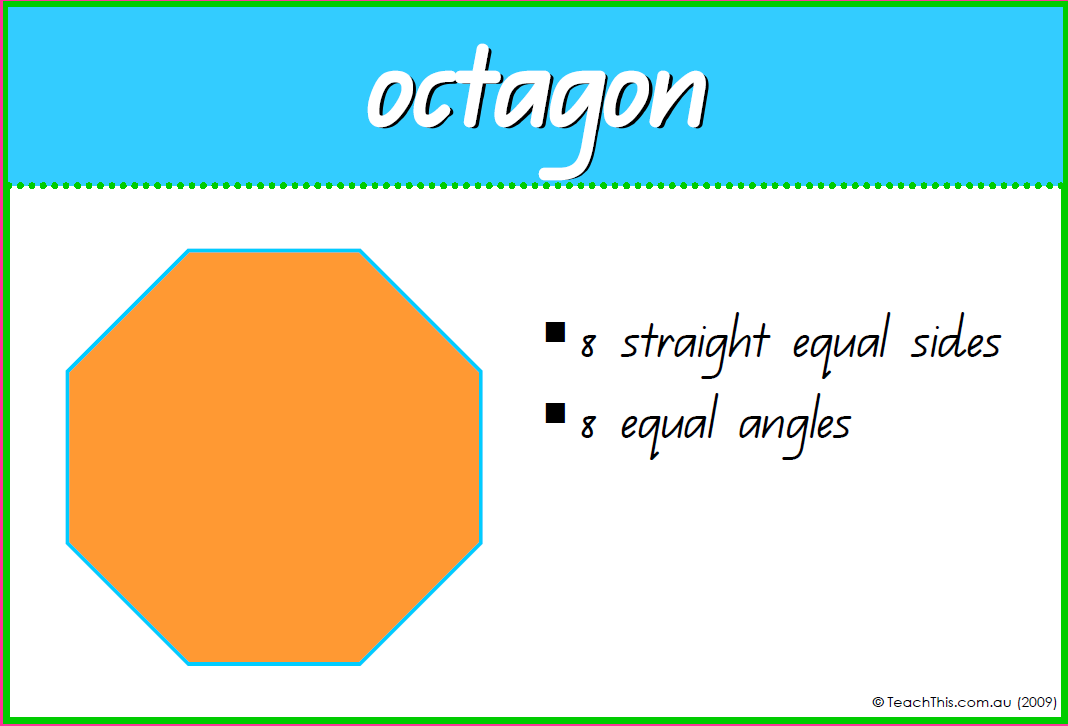 octagon
■ 8 straight equal sides
■ 8 equal angles
© TeachThis.com.au (2009)